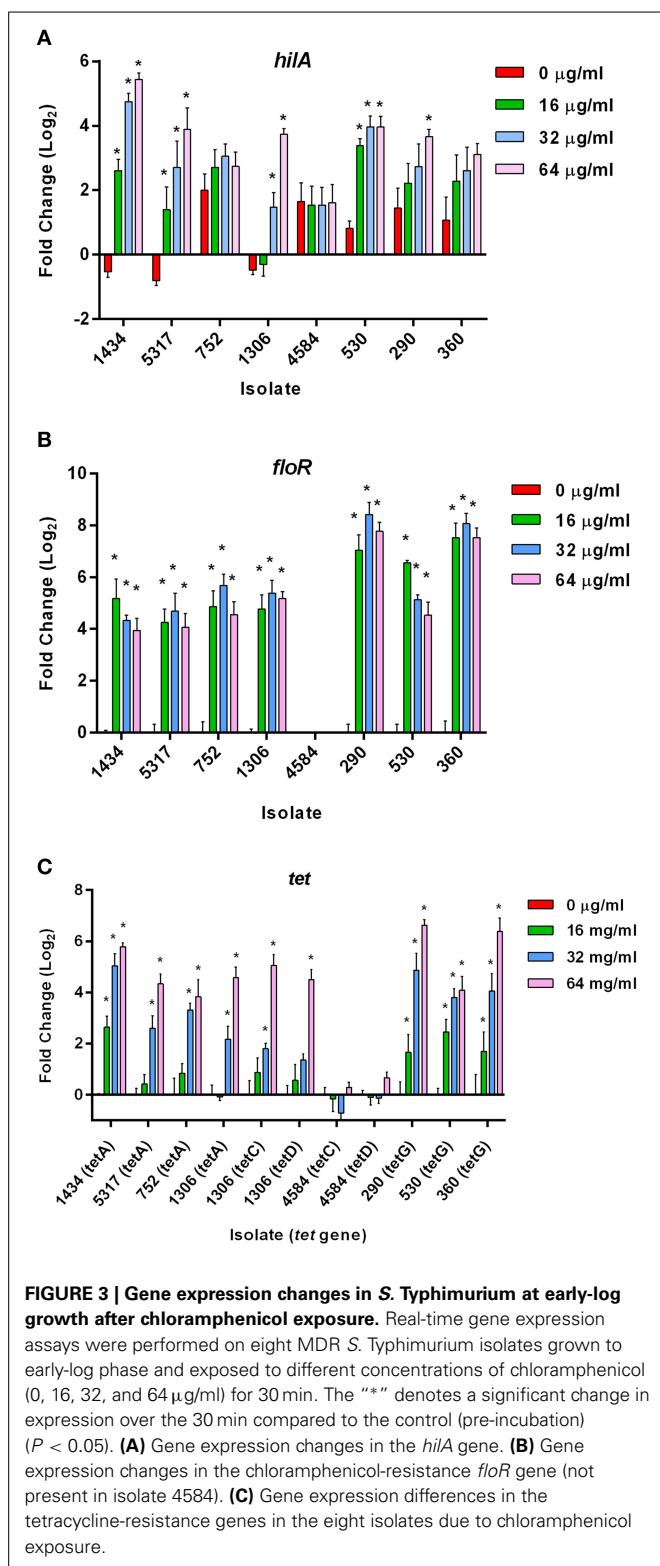 A
hilA
Fold Change (Log2)
6
4
2
0
-2
1434
5317
752
1306
4584
530
290
360
Isolate
0 µg/ml
16 µg/ml
32 µg/ml
64 µg/ml
* * * * * * * * * * * * *
B
floR
Fold Change (Log2)
10
8
6
4
2
0
1434
5317
752
1306
4584
290
530
360
Isolate
0 µg/ml
16 µg/ml
32 µg/ml
64 µg/ml
* * * * * * * * * * * * * * * * * * * * *
C
tet
Fold Change (Log2)
8
6
4
2
0
1434 (tetA)
5317 (tetA)
752 (tetA)
1306 (tetA)
1306 (tetC)
1306 (tetD)
4584 (tetC)
4584 (tetD)
290 (tetG)
530 (tetG)
360 (tetG)
Isolate (tet gene)
0 µg/ml
16 mg/ml
32 mg/ml
64 mg/ml
* * * * * * * * * * * * * * * * * * * * * *
FIGURE 3 | Gene expression changes in S. Typhimurium at early-log
growth after chloramphenicol exposure. Real-time gene expression
assays were performed on eight MDR S. Typhimurium isolates grown to
early-log phase and exposed to different concentrations of chloramphenicol
(0, 16, 32, and 64 µg/ml) for 30 min. The “*” denotes a significant change in
expression over the 30 min compared to the control (pre-incubation)
(P < 0.05). (A) Gene expression changes in the hilA gene. (B) Gene
expression changes in the chloramphenicol-resistance floR gene (not
present in isolate 4584). (C) Gene expression differences in the
tetracycline-resistance genes in the eight isolates due to chloramphenicol
exposure.